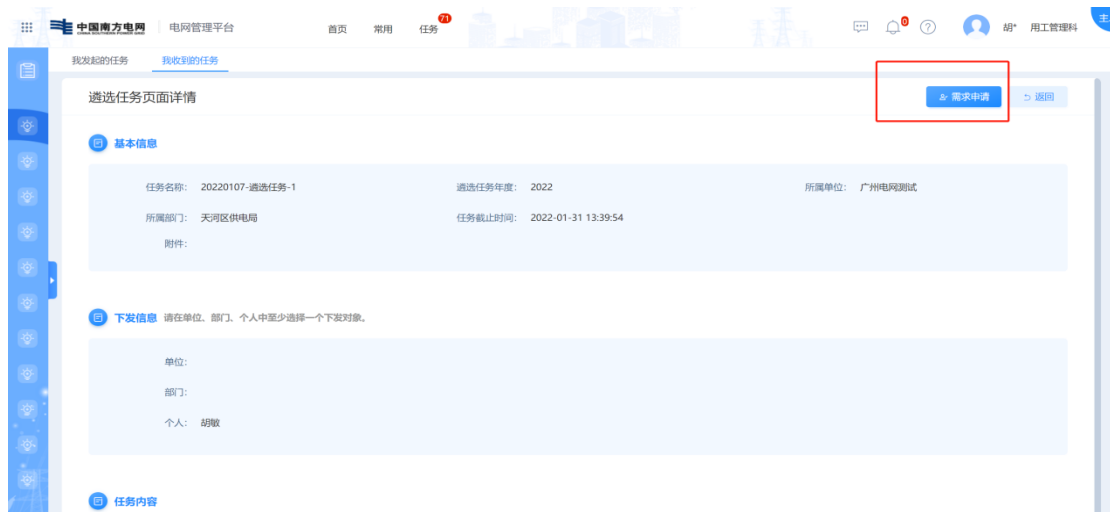 中国南方电网 电网管理平台 首页 常用 任务 71 0 胡* 用工管理科 主
CHINA SOUTHERN POWER GRID
我发起的任务 我收到的任务
遴选任务页面详情 需求申请 返回
基本信息
任务名称： 20220107-遴选任务-1 遴选任务年度： 2022 所属单位： 广州电网测试
所属部门： 天河区供电局 任务截止时间： 2022-01-31 13:39:54
附件：
下发信息 请在单位、部门、个人中至少选择一个下发对象。
单位：
部门：
个人： 胡敏
任务内容